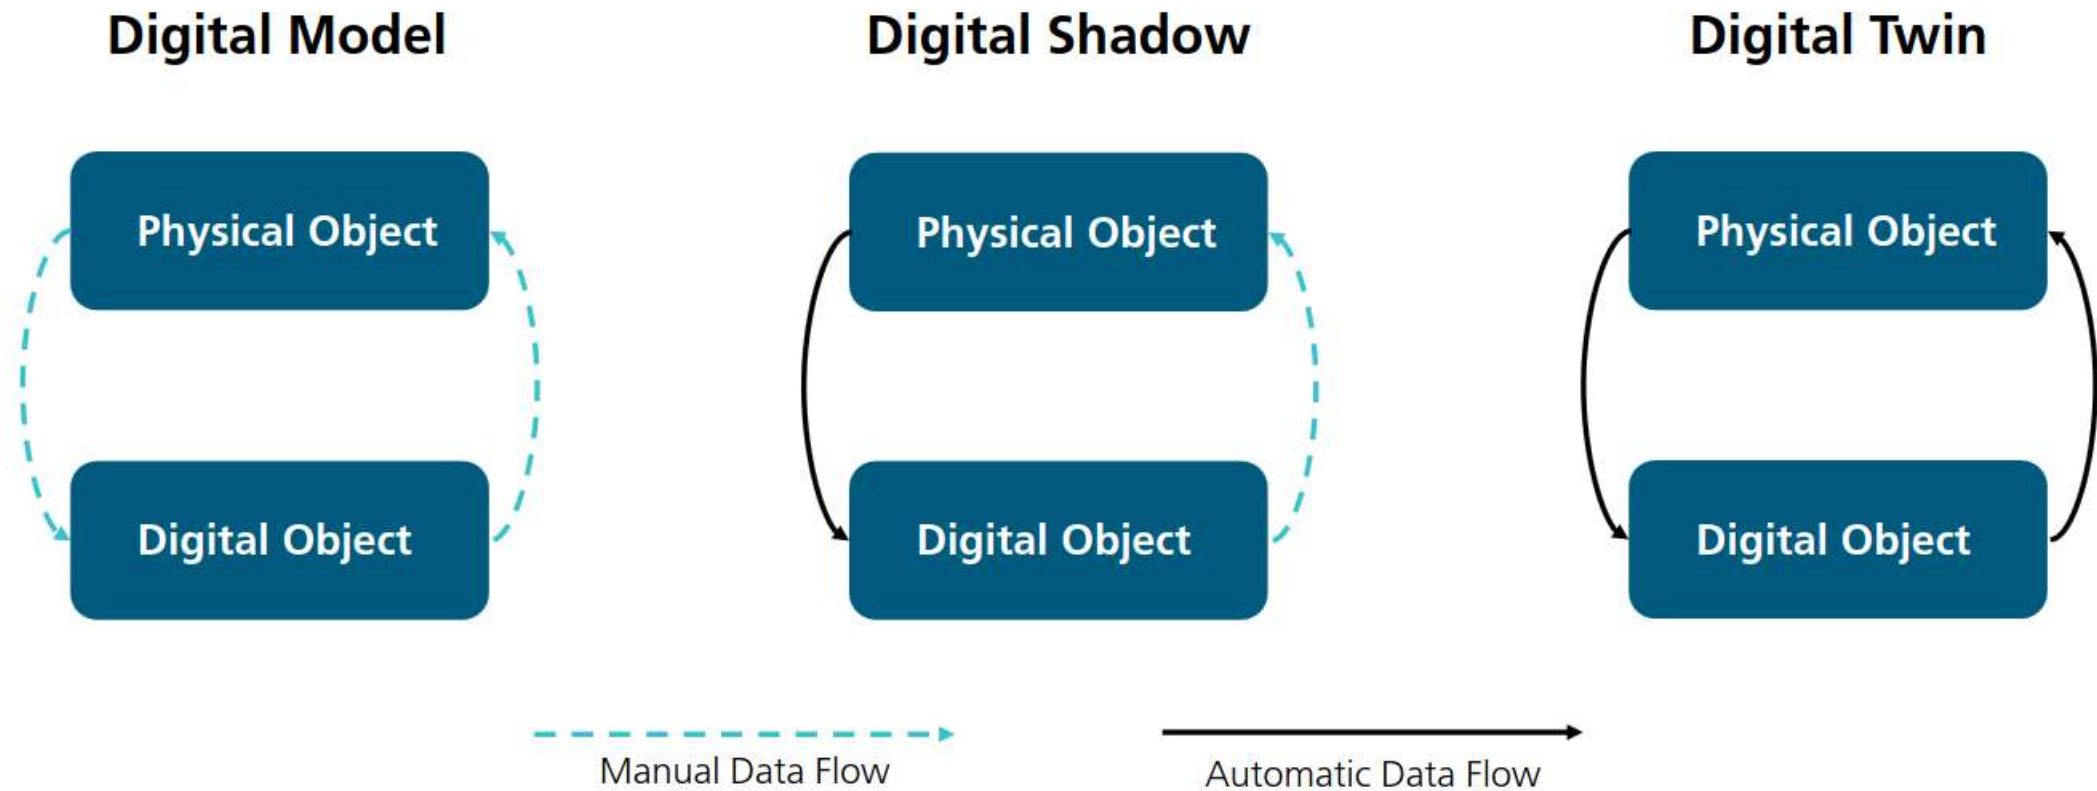 Digital Model
Digital Shadow
Digital Twin
Physical Object
Physical Object
Physical Object
Digital Object
Digital Object
Digital Object
Manual Data Flow
Automatic Data Flow